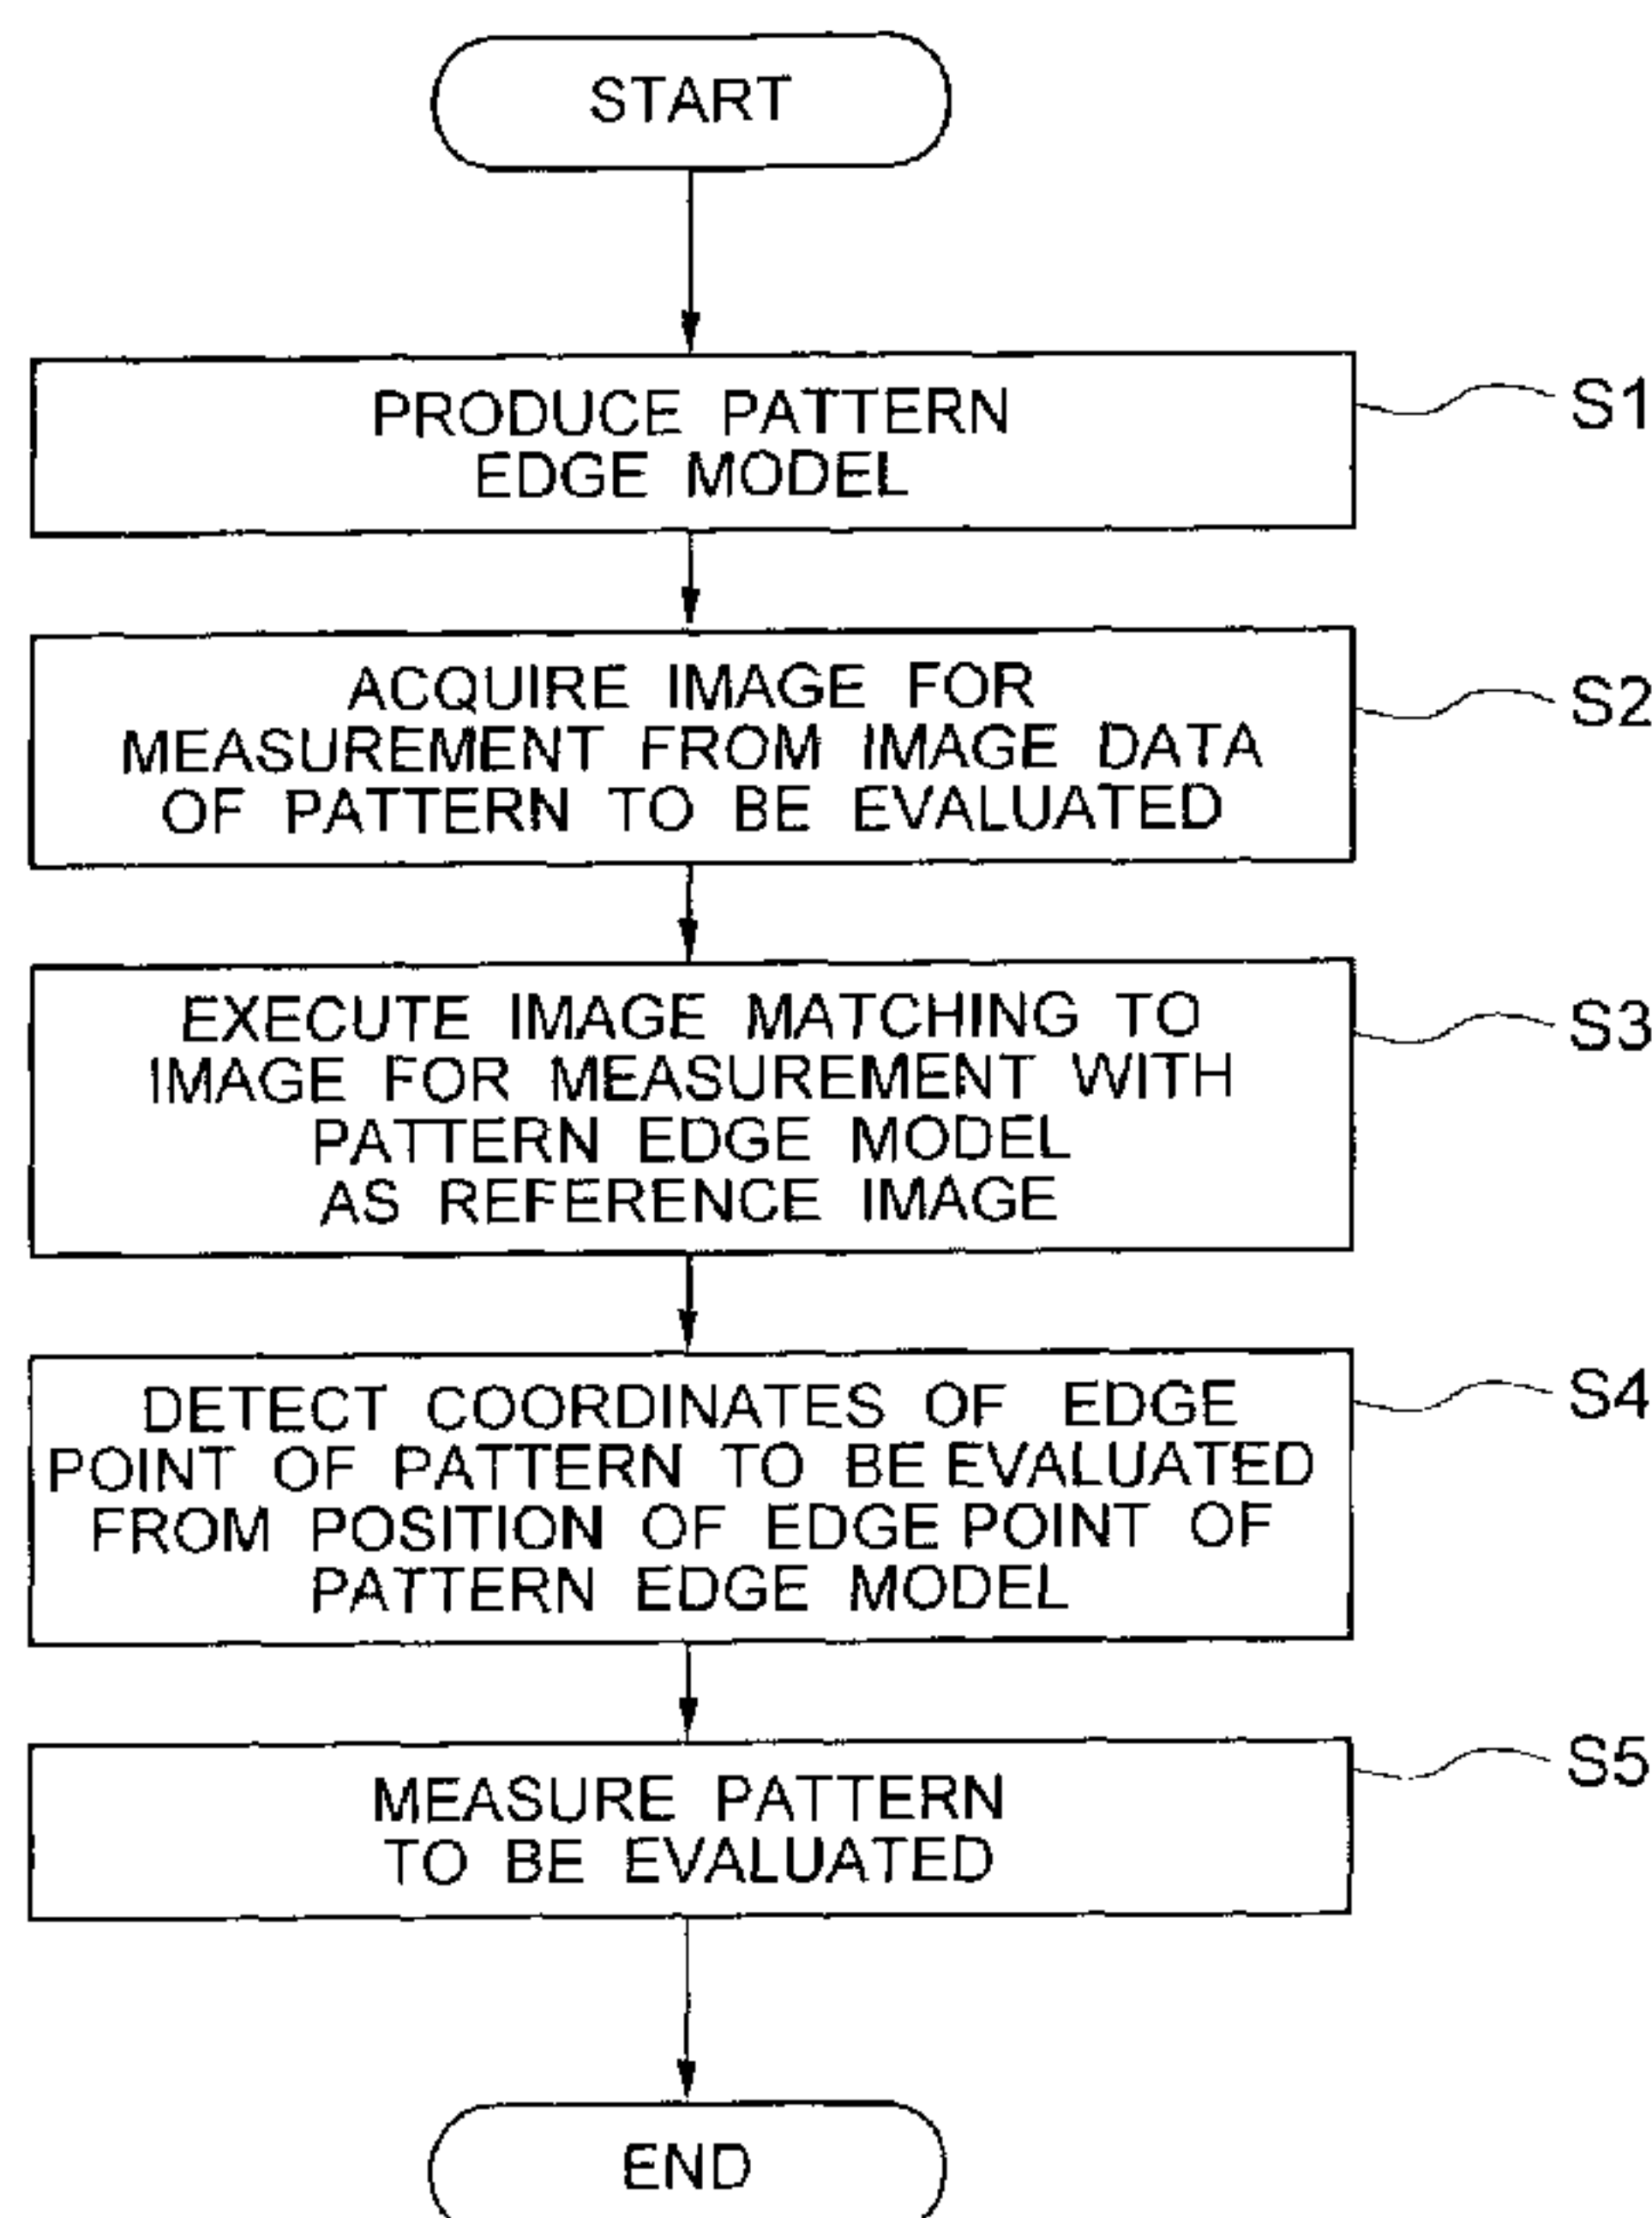 START
PRODUCE PATTERN
EDGE MODEL
S1
ACQUIRE IMAGE FOR
MEASUREMENT FROM IMAGE DATA
OF PATTERN TO BE EVALUATED
S2
EXECUTE IMAGE MATCHING TO
IMAGE FOR MEASUREMENT WITH
PATTERN EDGE MODEL
AS REFERENCE IMAGE
S3
DETECT COORDINATES OF EDGE
POINT OF PATTERN TO BE EVALUATED
FROM POSITION OF EDGE POINT OF
PATTERN EDGE MODEL
S4
MEASURE PATTERN
TO BE EVALUATED
S5
END